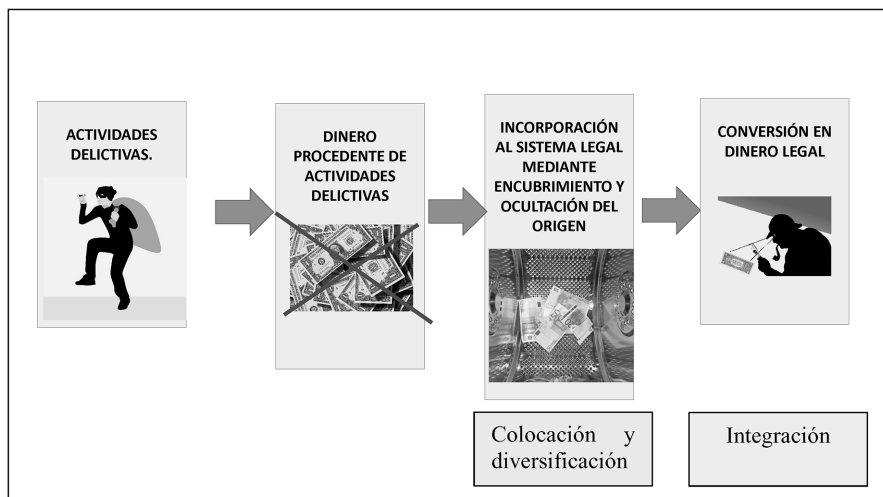 ACTIVIDADES
DELICTIVAS.
DINERO
PROCEDENTE DE
ACTIVIDADES
DELICTIVAS
INCORPORACIÓN
AL SISTEMA LEGAL
MEDIANTE
ENCUBRIMIENTO Y
OCULTACIÓN DEL
ORIGEN
CONVERSIÓN EN
DINERO LEGAL
Colocación y
diversificación
Integración